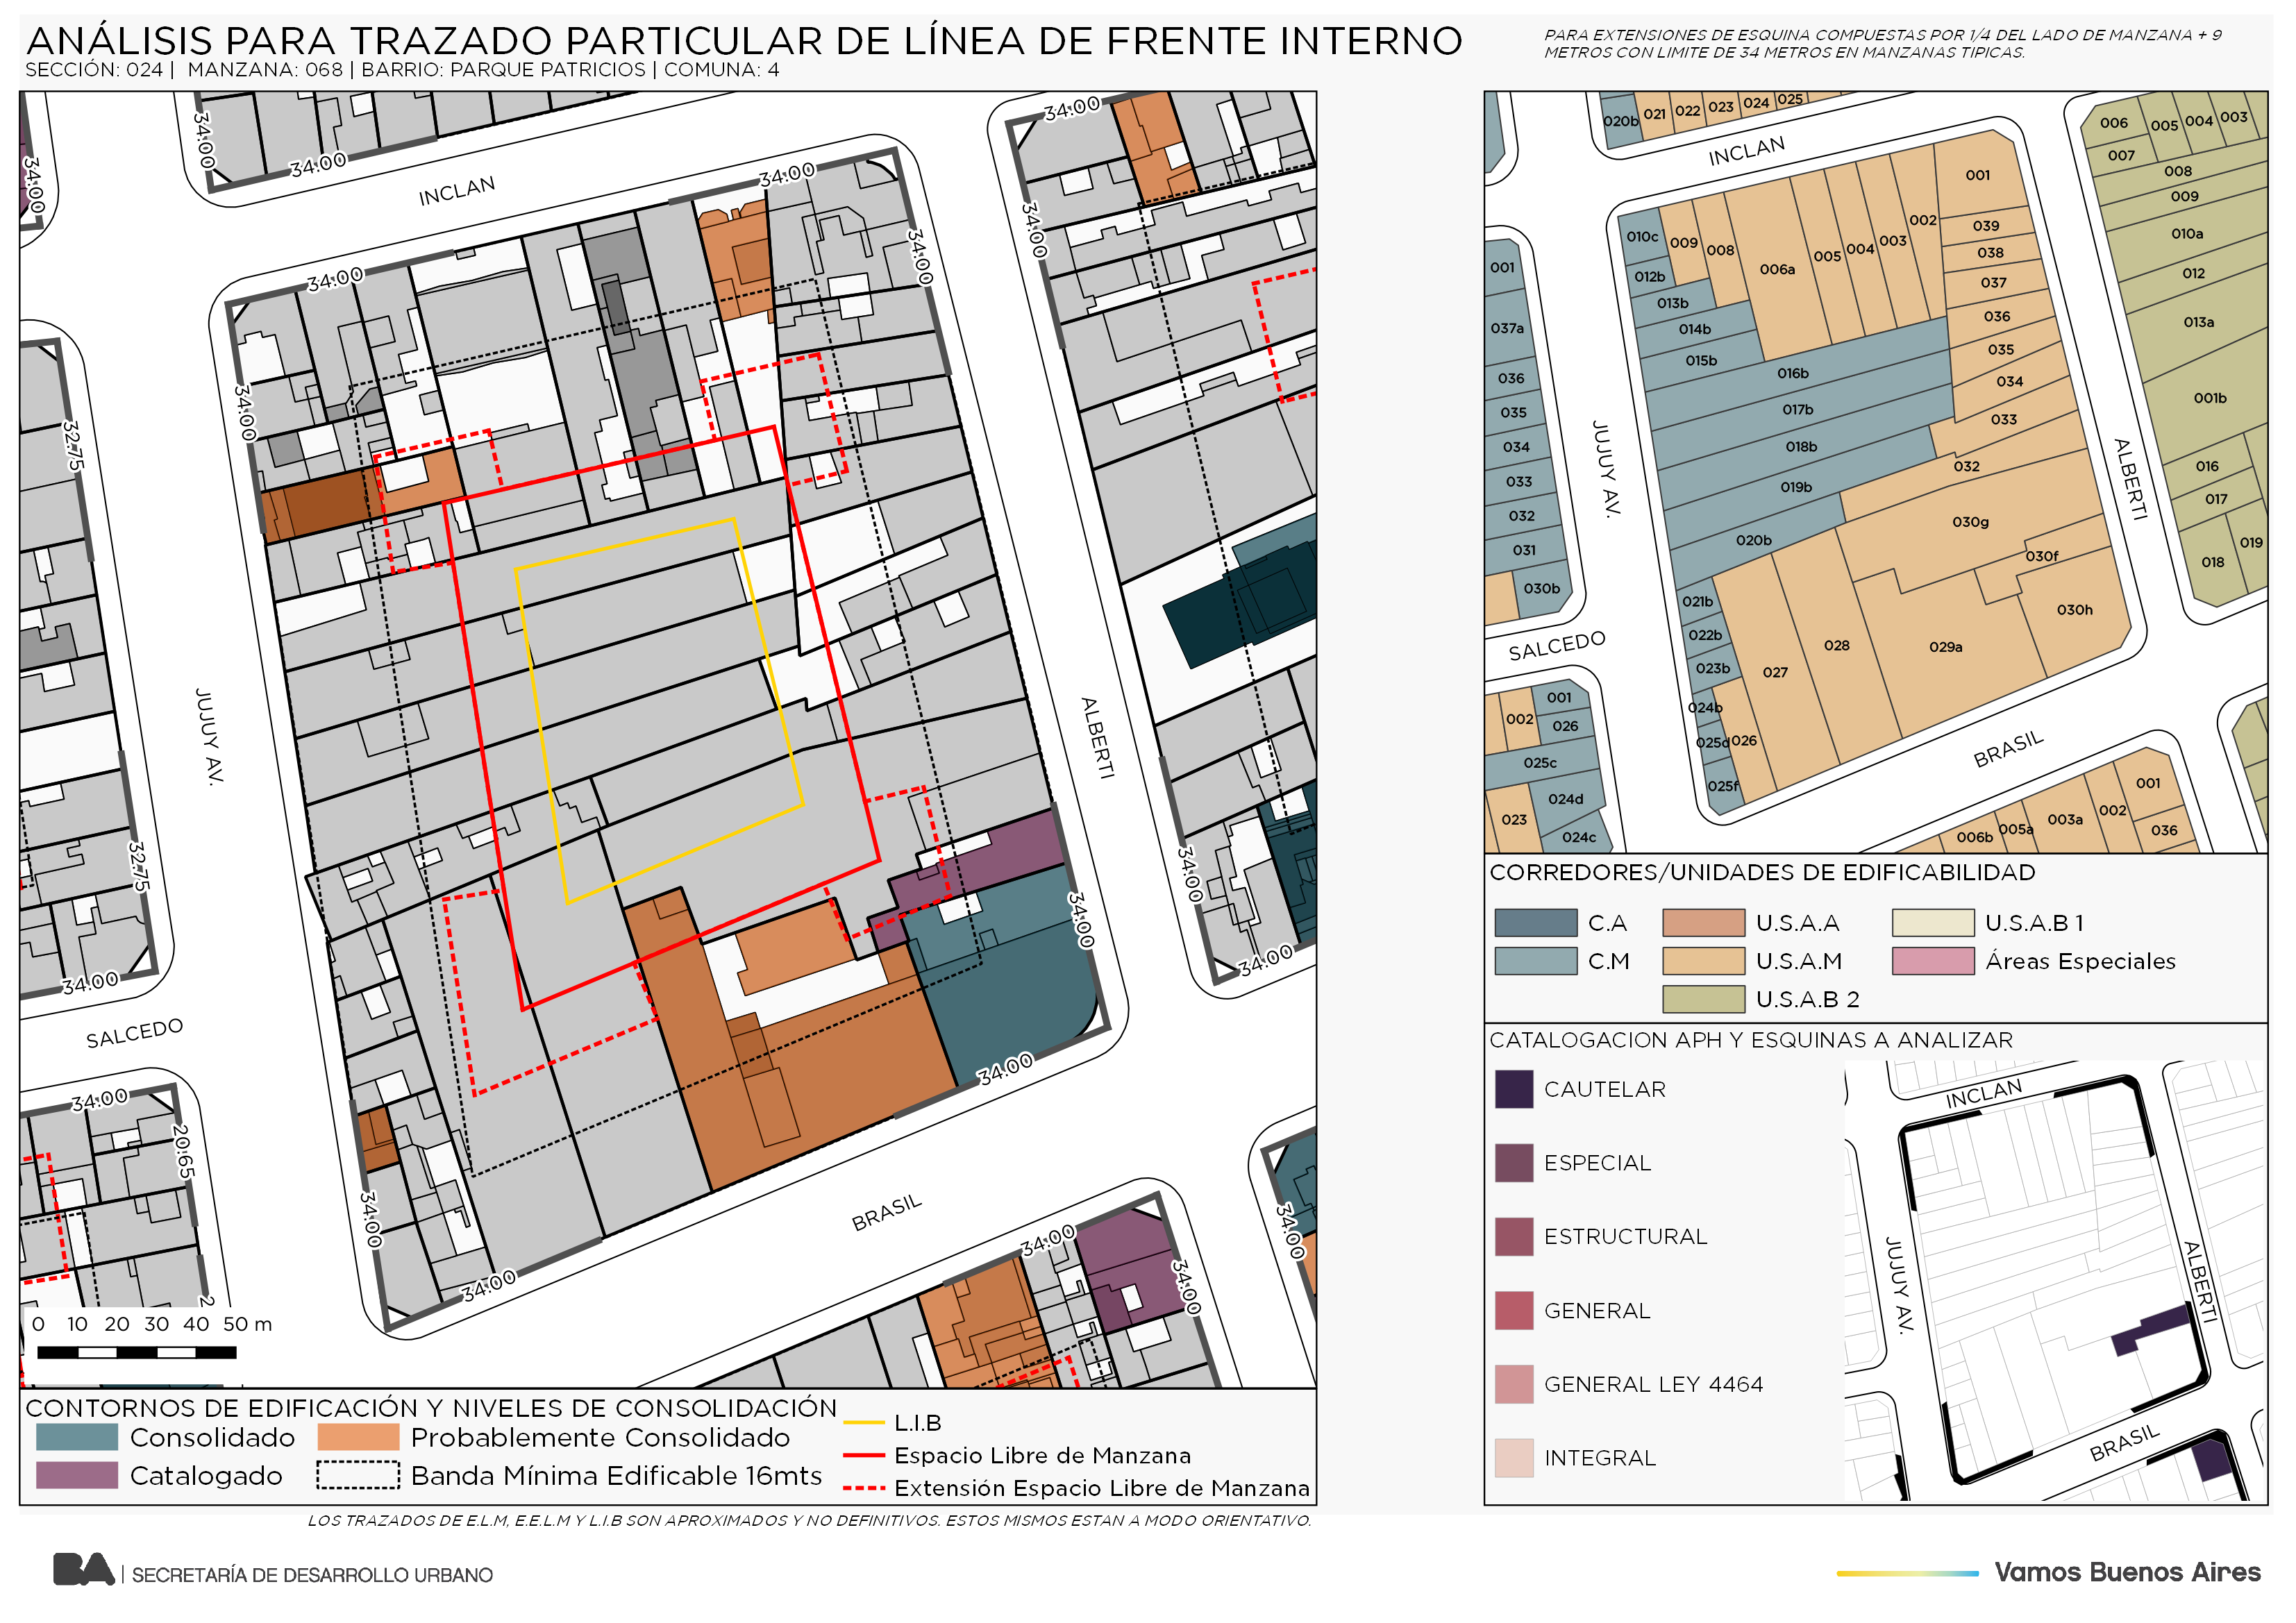 ANÁLISIS PARA TRAZADO PARTICULAR DE LÍNEA DE FRENTE INTERNO
SECCIÓN: 024 | MANZANA: 068 | BARRIO: PARQUE PATRICIOS | COMUNA: 4
PARA EXTENSIONES DE ESQUINA COMPUESTAS POR 1/4 DEL LADO DE MANZANA + 9
METROS CON LIMITE DE 34 METROS EN MANZANAS TIPICAS.
34.00
34.00
34.00
34.00
34.00
INCLAN
34.00
34.00
34.00
34.00
34.00
32.75
32.75
JUJUY AV.
ALBERTI
34.00
34.00
34.00
34.00
34.00
SALCEDO
34.00
20.65
34.00
34.00
BRASIL
34.00
34.00
34.00
2
0 10 20 30 40 50 m
CONTORNOS DE EDIFICACIÓN Y NIVELES DE CONSOLIDACIÓN
Consolidado
Probablemente Consolidado
Catalogado
Banda Mínima Edificable 16mts
L.I.B
Espacio Libre de Manzana
Extensión Espacio Libre de Manzana
LOS TRAZADOS DE E.L.M, E.E.L.M Y L.I.B SON APROXIMADOS Y NO DEFINITIVOS. ESTOS MISMOS ESTAN A MODO ORIENTATIVO.
020b 021 022 023 024 025
INCLAN
006 005 004 003
007
008
009
010a
012
013a
001b
016
017
018 019
001
037a
036
035
034
033
032
031
030b
010c 009 008 006a 005 004 003 002 001
012b
013b
014b
015b
016b
017b
018b
019b
020b
039
038
037
036
035
034
033
032
030g
030f
030h
029a
028
027
026
021b
022b
023b
024b
025d
025f
JUJUY AV.
ALBERTI
SALCEDO
BRASIL
001
002
026
025c
024d
023
024c
006b 005a 003a 002 001
036
CORREDORES/UNIDADES DE EDIFICABILIDAD
C.A
U.S.A.A
U.S.A.B 1
C.M
U.S.A.M
Áreas Especiales
U.S.A.B 2
CATALOGACION APH Y ESQUINAS A ANALIZAR
CAUTELAR
ESPECIAL
ESTRUCTURAL
GENERAL
GENERAL LEY 4464
INTEGRAL
INCLAN
JUJUY AV.
ALBERTI
BRASIL
BA | SECRETARÍA DE DESARROLLO URBANO
Vamos Buenos Aires